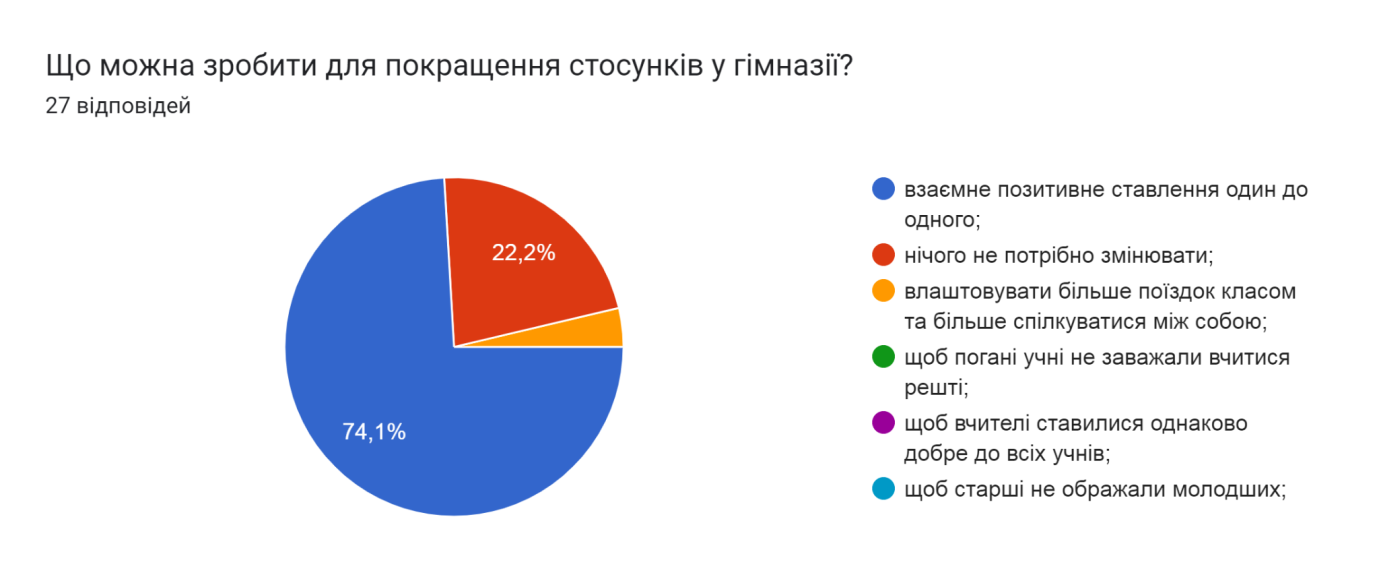 Що можна зробити для покращення стосунків у гімназії?
27 відповідей
22,2%
74,1%
взаємне позитивне ставлення один до
одного;
нічого не потрібно змінювати;
влаштовувати більше поїздок класом
та більше спілкуватися між собою;
щоб погані учні не заважали вчитися
решті;
щоб вчителі ставилися однаково
добре до всіх учнів;
щоб старші не ображали молодших;